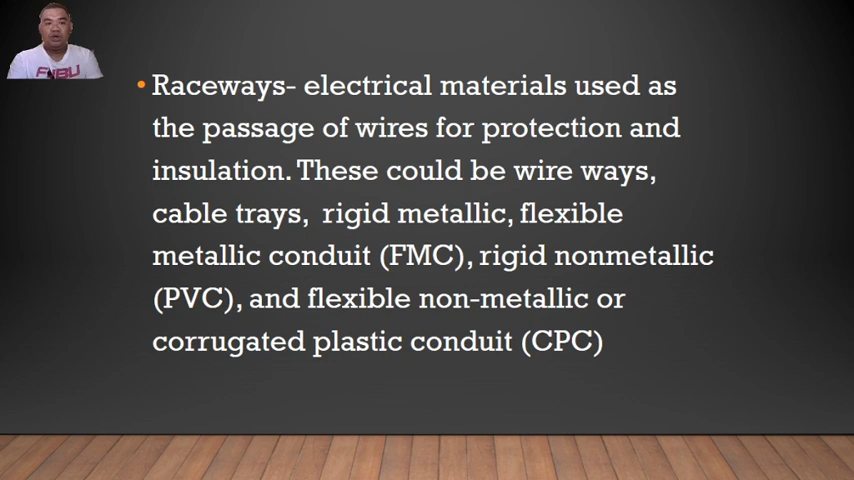 • Raceways- electrical materials used as
the passage of wires for protection and
insulation. These could be wire ways,
cable trays,  rigid metallic, flexible
metallic conduit (FMC), rigid nonmetallic
(PVC), and flexible non-metallic or
corrugated plastic conduit (CPC)